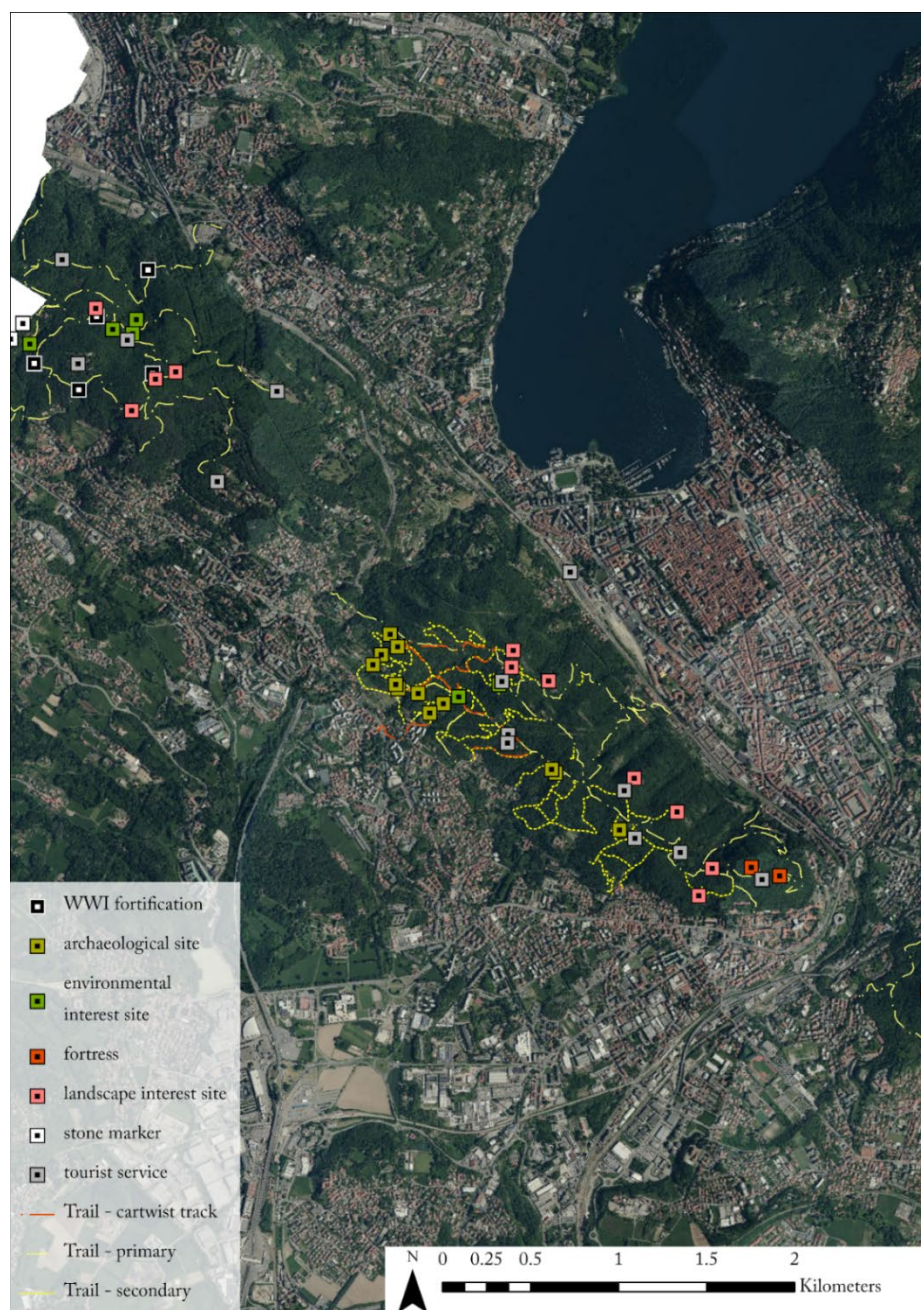 WWI fortification
archaeological site
environmental
interest site
fortress
landscape interest site
stone marker
tourist service
Trail - cartwist track
Trail - primary
Trail - secondary
N
0 0.25 0.5 1 1.5 2
Kilometers